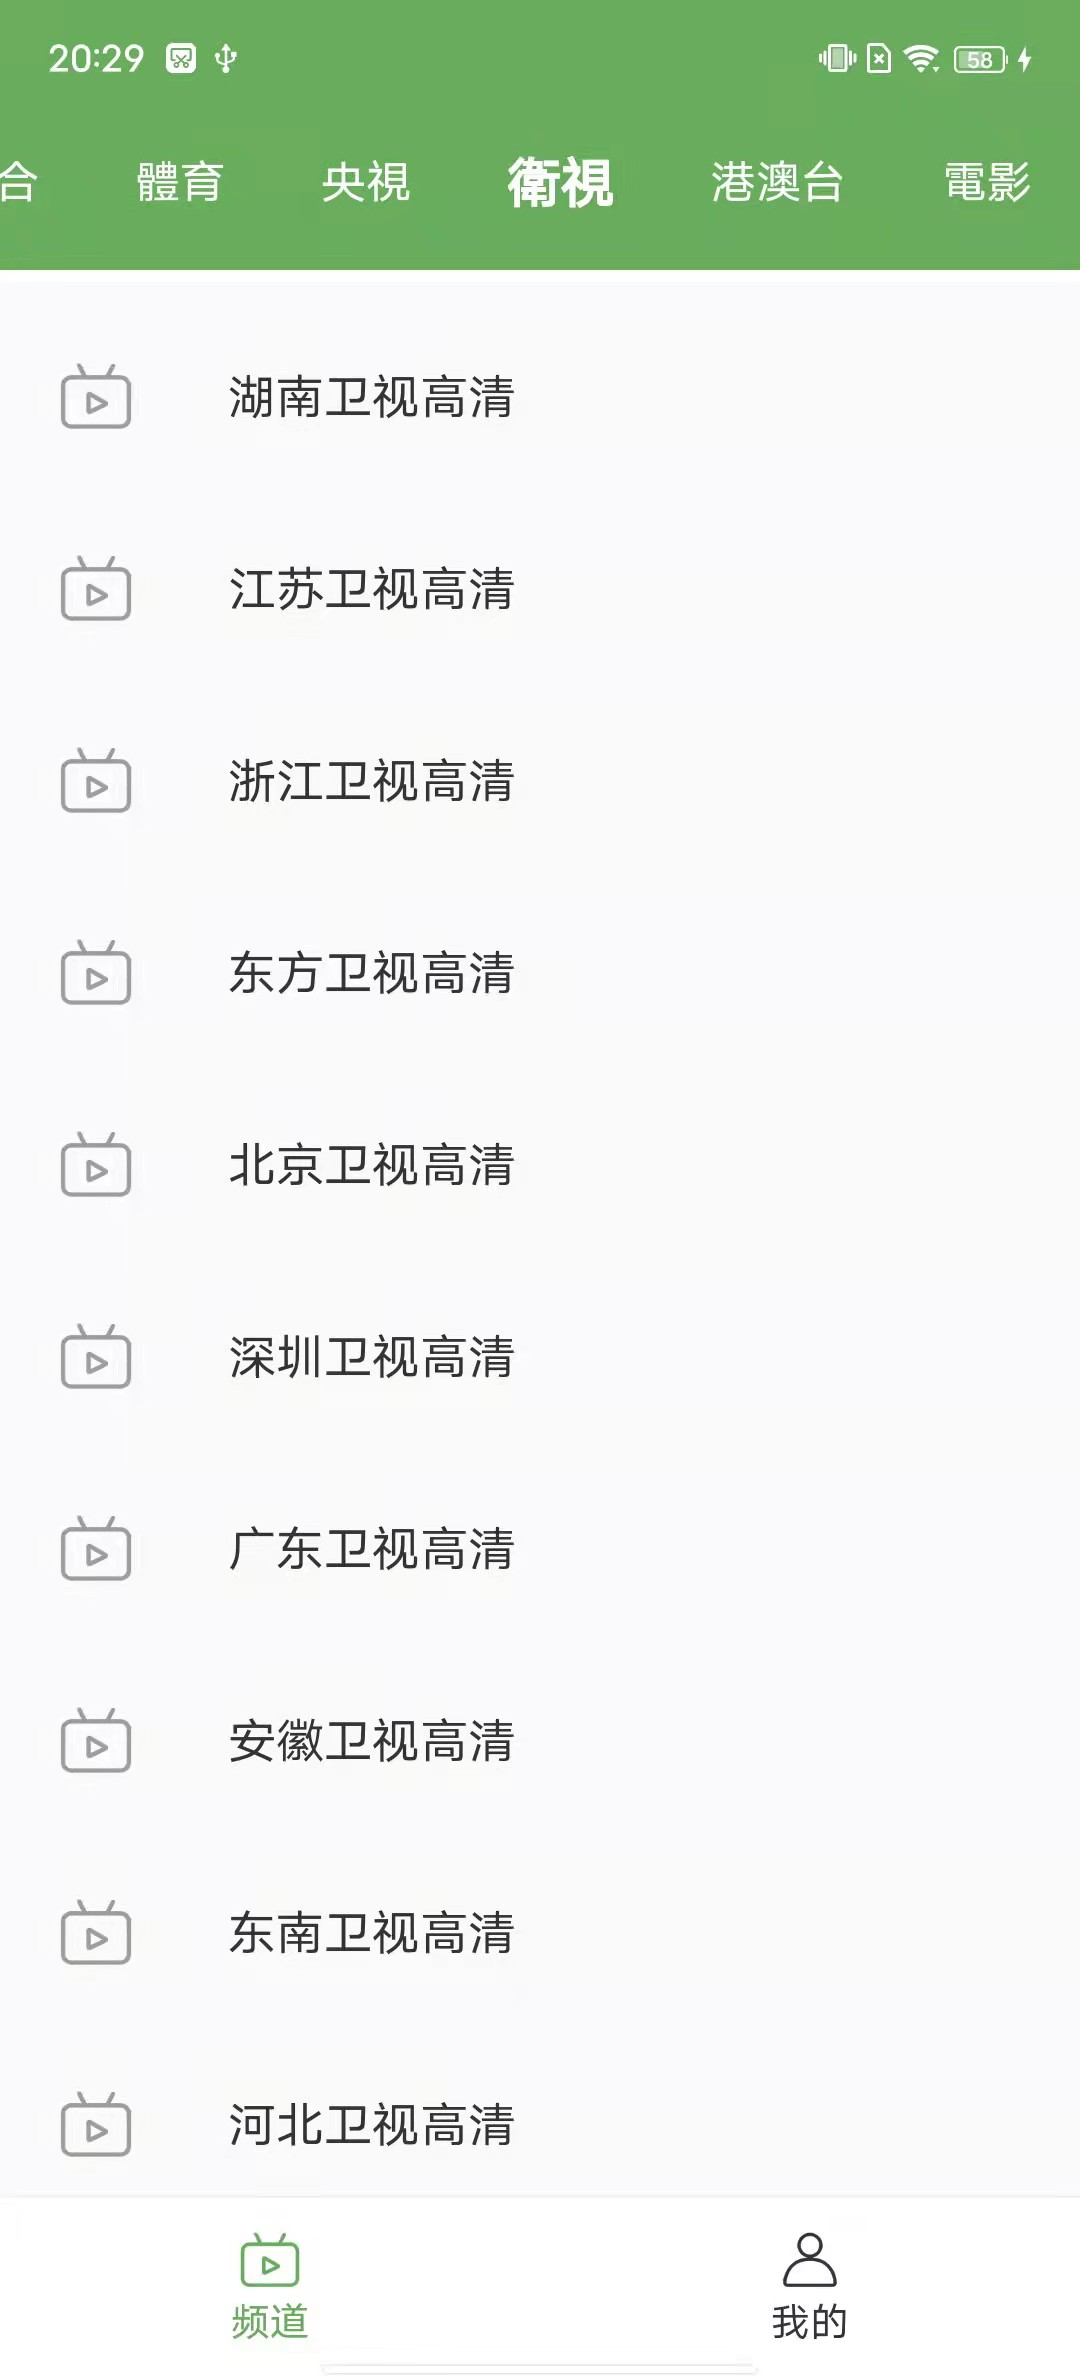 20:29 58
合 體育 央視 衛視 港澳台 電影
湖南卫视高清
江苏卫视高清
浙江卫视高清
东方卫视高清
北京卫视高清
深圳卫视高清
广东卫视高清
安徽卫视高清
东南卫视高清
河北卫视高清
频道 我的